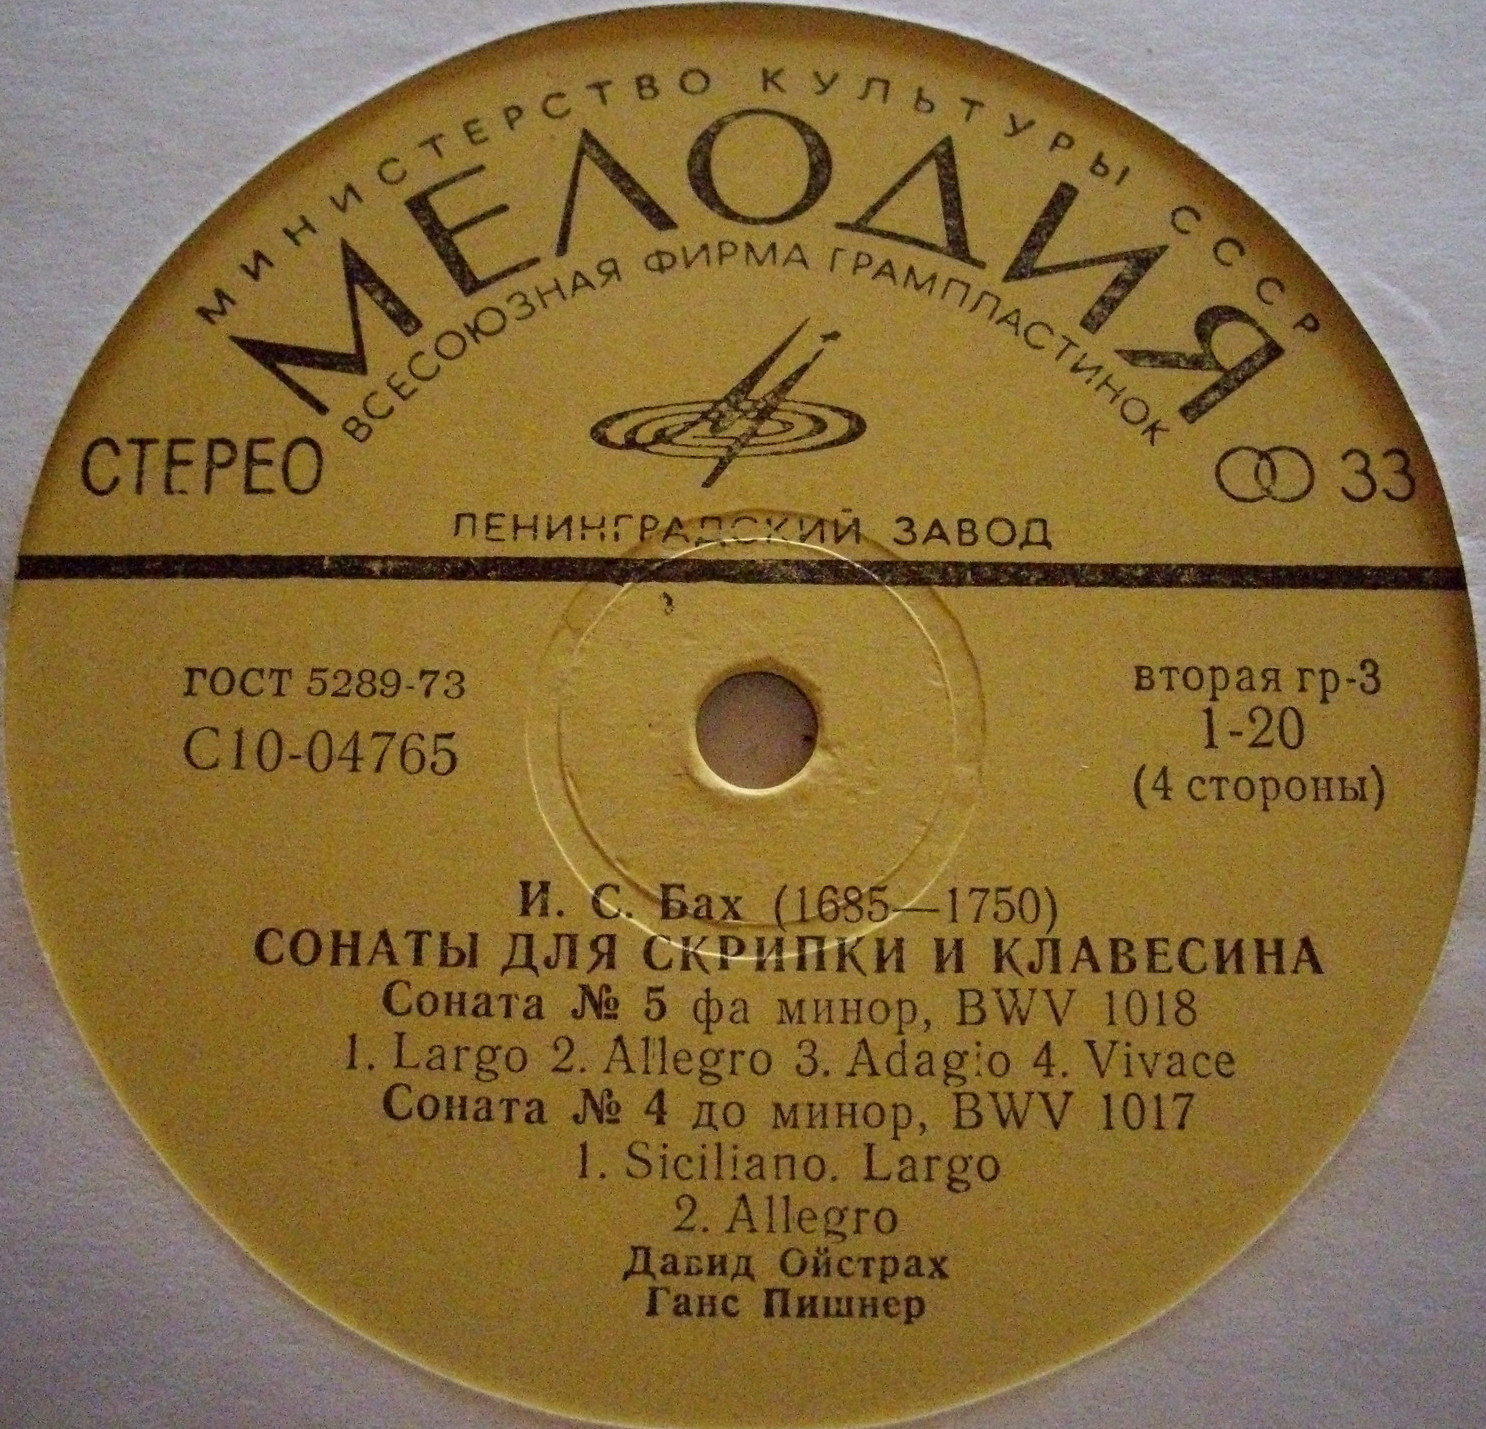 МИНИСТЕРСТВО КУЛЬТУРЫ СССР
МЕЛОДИЯ
ВСЕСОЮЗНАЯ ФИРМА ГРАМПЛАСТИНОК
СТЕРЕО
33
ЛЕНИНГРАДСКИЙ ЗАВОД
ГОСТ 5289-73
С10-04765
вторая гр-3
1-20
(4 стороны)
И. С. Бах (1685—1750)
СОНАТЫ ДЛЯ СКРИПКИ И КЛАВЕСИНА
Соната № 5 фа минор, BWV 1018
1. Largo 2. Allegro 3. Adagio 4. Vivace
Соната № 4 до минор, BWV 1017
1. Siciliano. Largo
2. Allegro
Давид Ойстрах
Ганс Пишнер